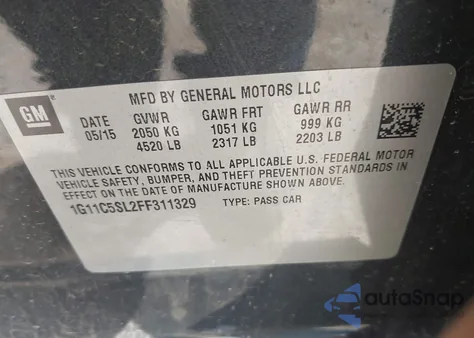 GM
MFD BY GENERAL MOTORS LLC
DATE GVWR GAWR FRT GAWR RR
05/15 2050 KG 1051 KG 999 KG
4520 LB 2317 LB 2203 LB
THIS VEHICLE CONFORMS TO ALL APPLICABLE U.S. FEDERAL MOTOR
VEHICLE SAFETY, BUMPER, AND THEFT PREVENTION STANDARDS IN
EFFECT ON THE DATE OF MANUFACTURE SHOWN ABOVE.
1G11C5SL2FF311329 TYPE: PASS CAR
autoSnap